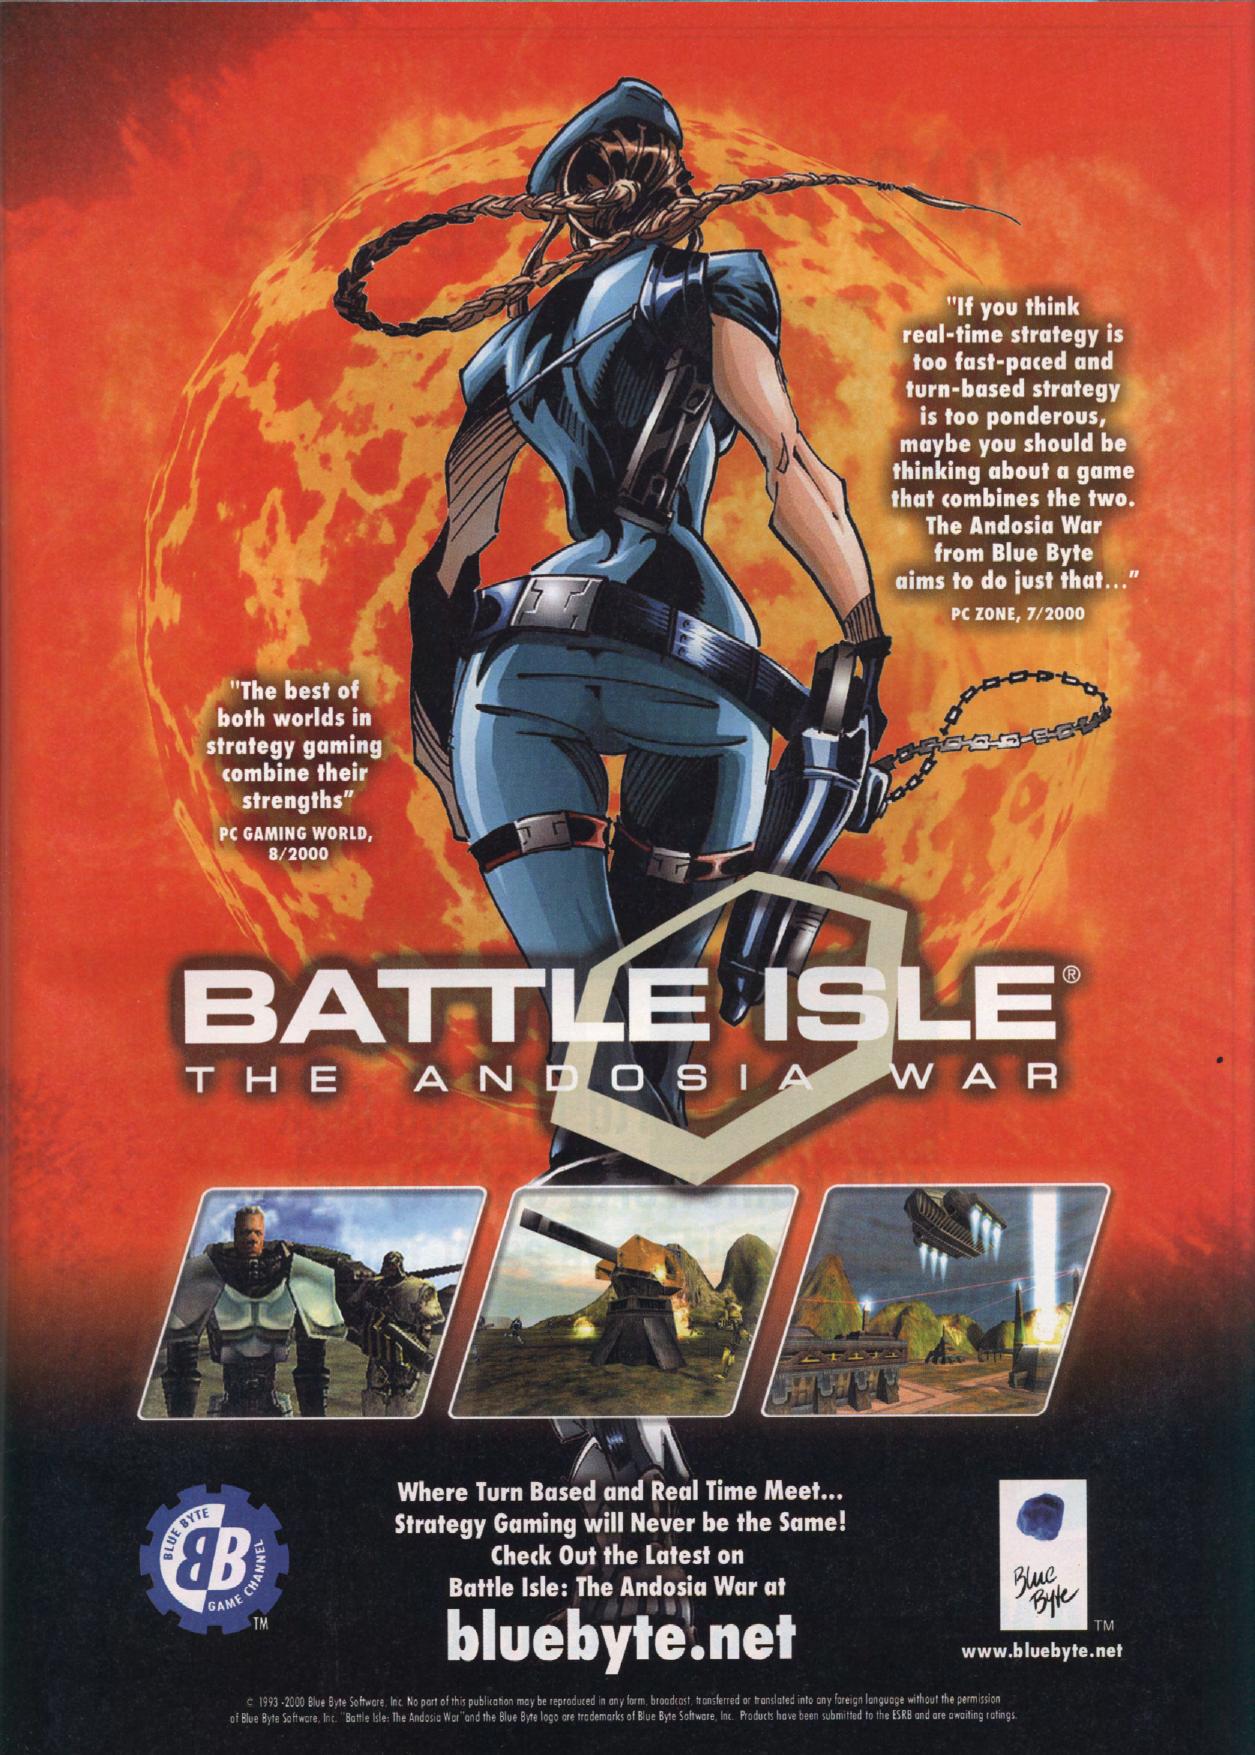 "If you think
real-time strategy is
too fast-paced and
turn-based strategy
is too ponderous,
maybe you should be
thinking about a game
that combines the two.
The Andosia War
from Blue Byte
aims to do just that..."
PC ZONE, 7/2000
"The best of
both worlds in
strategy gaming
combine their
strengths"
PC GAMING WORLD,
8/2000
BATTLE ISLE®
THE ANDOSIA WAR
Where Turn Based and Real Time Meet...
Strategy Gaming will Never be the Same!
Check Out the Latest on
Battle Isle: The Andosia War at
bluebyte.net
BLUE BYTE
BB
GAME CHANNEL
TM
Blue
Byte
TM
www.bluebyte.net
© 1993-2000 Blue Byte Software, Inc. No part of this publication may be reproduced in any form, broadcast, transferred or translated into any foreign language without the permission
of Blue Byte Software, Inc. "Battle Isle: The Andosia War" and the Blue Byte logo are trademarks of Blue Byte Software, Inc. Products have been submitted to the ESRB and are awaiting ratings.